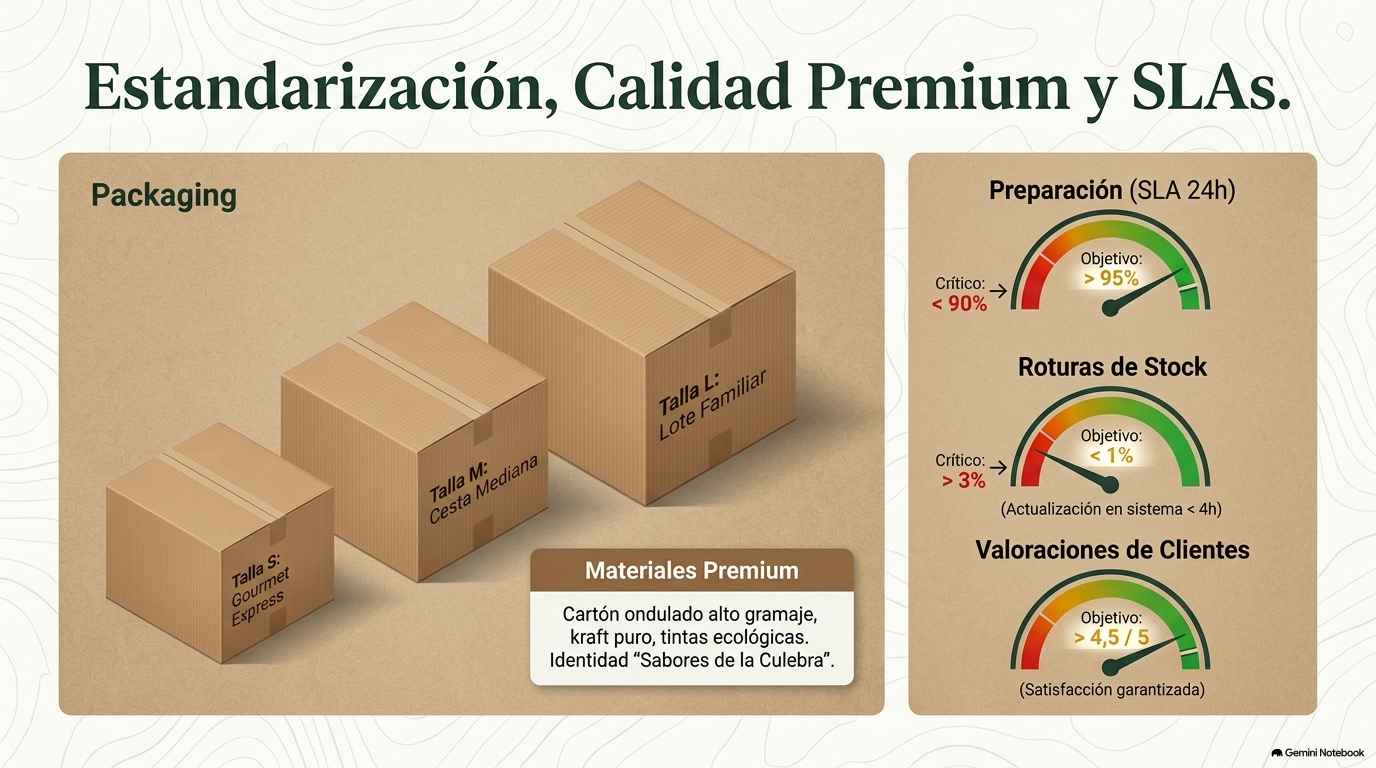 Estandarización, Calidad Premium y SLAs.
Packaging
Talla S:
Gourmet
Express
Talla M:
Cesta Mediana
Talla L:
Lote Familiar
Materiales Premium
Cartón ondulado alto gramaje,
kraft puro, tintas ecológicas.
Identidad “Sabores de la Culebra”.
Preparación (SLA 24h)
Objetivo:
> 95%
Crítico:
< 90%
Roturas de Stock
Objetivo:
< 1%
Crítico:
> 3%
(Actualización en sistema < 4h)
Valoraciones de Clientes
Objetivo:
> 4,5 / 5
(Satisfacción garantizada)
Gemini Notebook